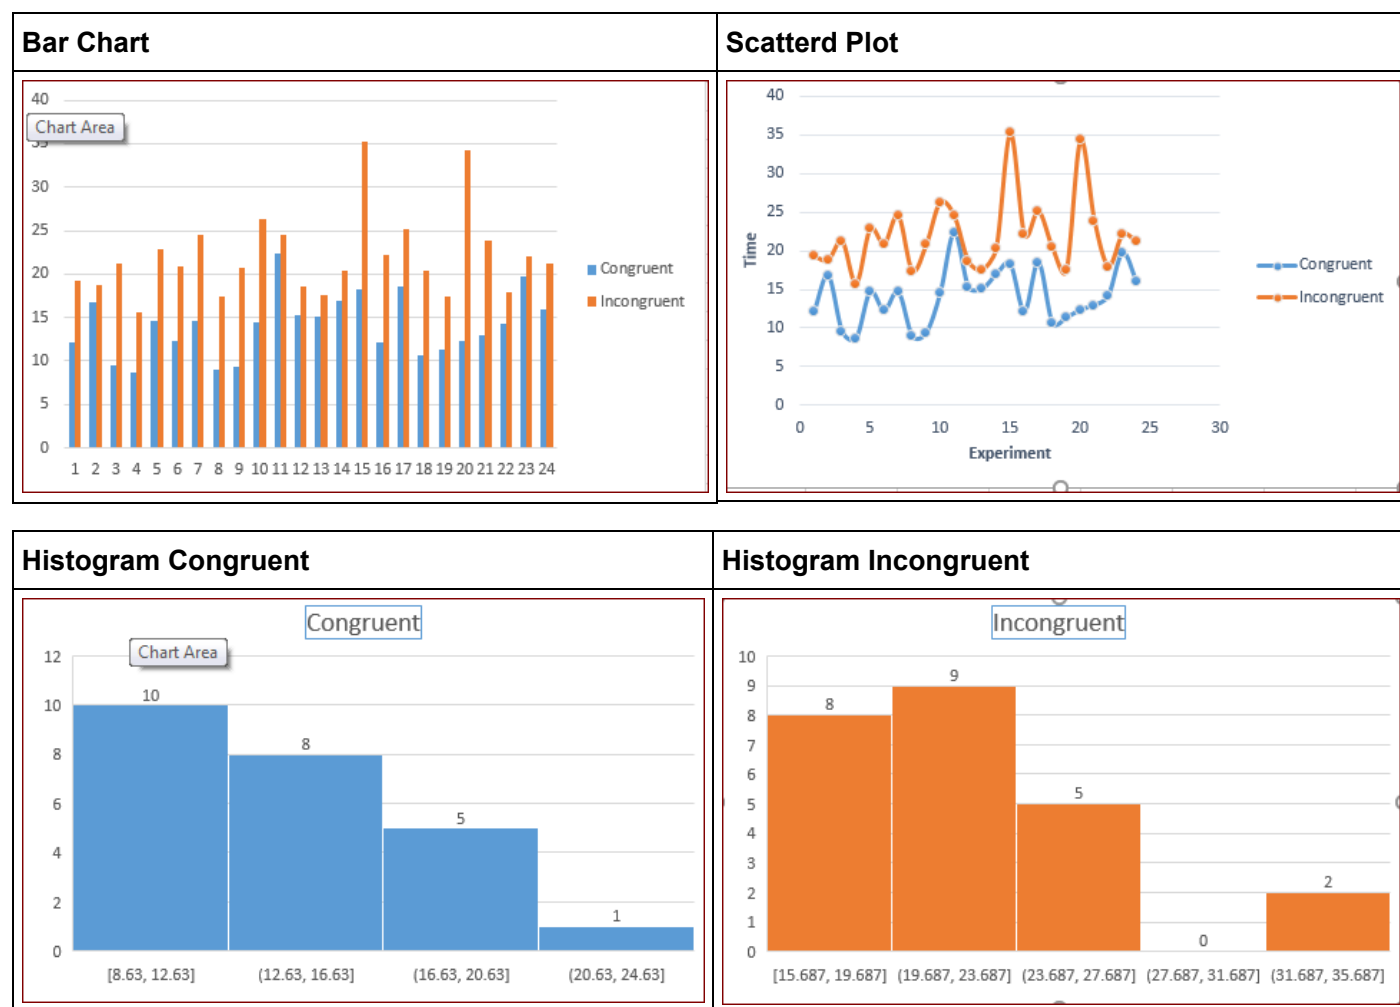 Bar Chart
Scatterd Plot
40
Chart Area
35
30
25
20
15
10
5
0
1 2 3 4 5 6 7 8 9 10 11 12 13 14 15 16 17 18 19 20 21 22 23 24
Congruent
Incongruent
40
35
30
25
20
15
10
5
0
Time
0 5 10 15 20 25 30
Experiment
Congruent
Incongruent
Histogram Congruent
Histogram Incongruent
Congruent
Chart Area
12
10
8
6
4
2
0
10
8
5
1
[8.63, 12.63] (12.63, 16.63] (16.63, 20.63] (20.63, 24.63]
Incongruent
10
9
8
7
6
5
4
3
2
1
0
8
9
5
0
2
[15.687, 19.687] (19.687, 23.687] (23.687, 27.687] (27.687, 31.687] (31.687, 35.687]